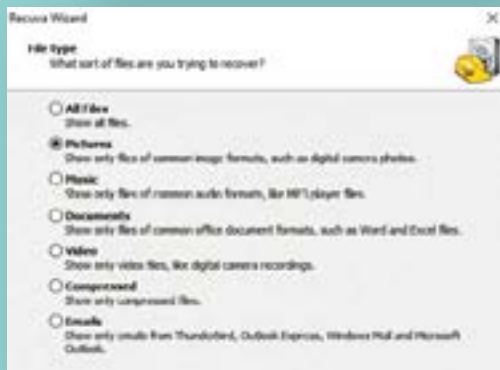 Recuva Wizard
File type
What sort of files are you trying to recover?
All Files
Show all files.
Pictures
Show only files of common image formats, such as digital camera photos.
Music
Show only files of common audio formats, like MP3 player files.
Documents
Show only files of common office document formats, such as Word and Excel files.
Video
Show only video files, like digital camera recordings.
Compressed
Show only compressed files.
Emails
Show only emails from Thunderbird, Outlook Express, Windows Mail and Microsoft
Outlook.